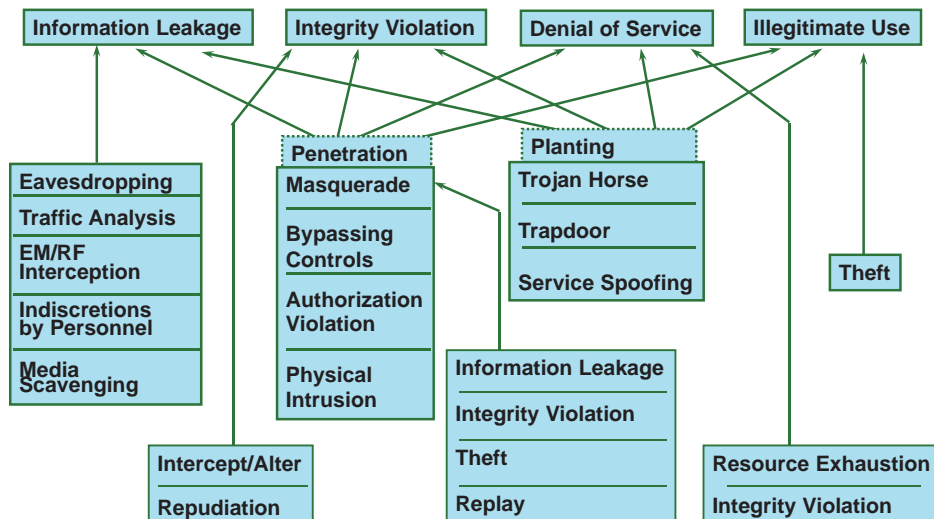 Information Leakage
Integrity Violation
Denial of Service
Illegitimate Use
Penetration
Planting
Eavesdropping
Traffic Analysis
EM/RF
Interception
Indiscretions
by Personnel
Media
Scavenging
Masquerade
Bypassing
Controls
Authorization
Violation
Physical
Intrusion
Trojan Horse
Trapdoor
Service Spoofing
Theft
Information Leakage
Integrity Violation
Theft
Replay
Intercept/Alter
Repudiation
Resource Exhaustion
Integrity Violation